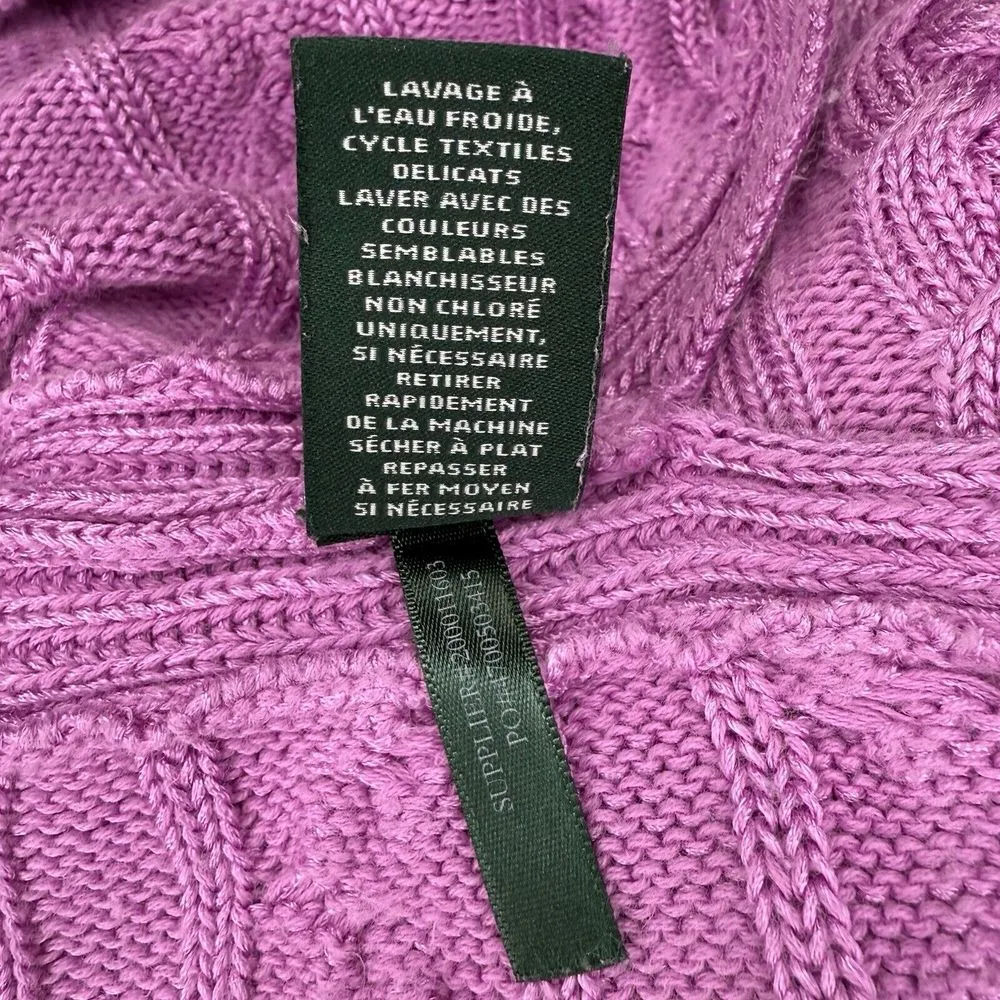 LAVAGE À
L'EAU FROIDE,
CYCLE TEXTILES
DELICATS
LAVER AVEC DES
COULEURS
SEMBLABLES
BLANCHISSEUR
NON CHLORÉ
UNIQUEMENT,
SI NÉCESSAIRE
RETIRER
RAPIDEMENT
DE LA MACHINE
SÉCHER À PLAT
REPASSER
À FER MOYEN
SI NÉCESSAIRE